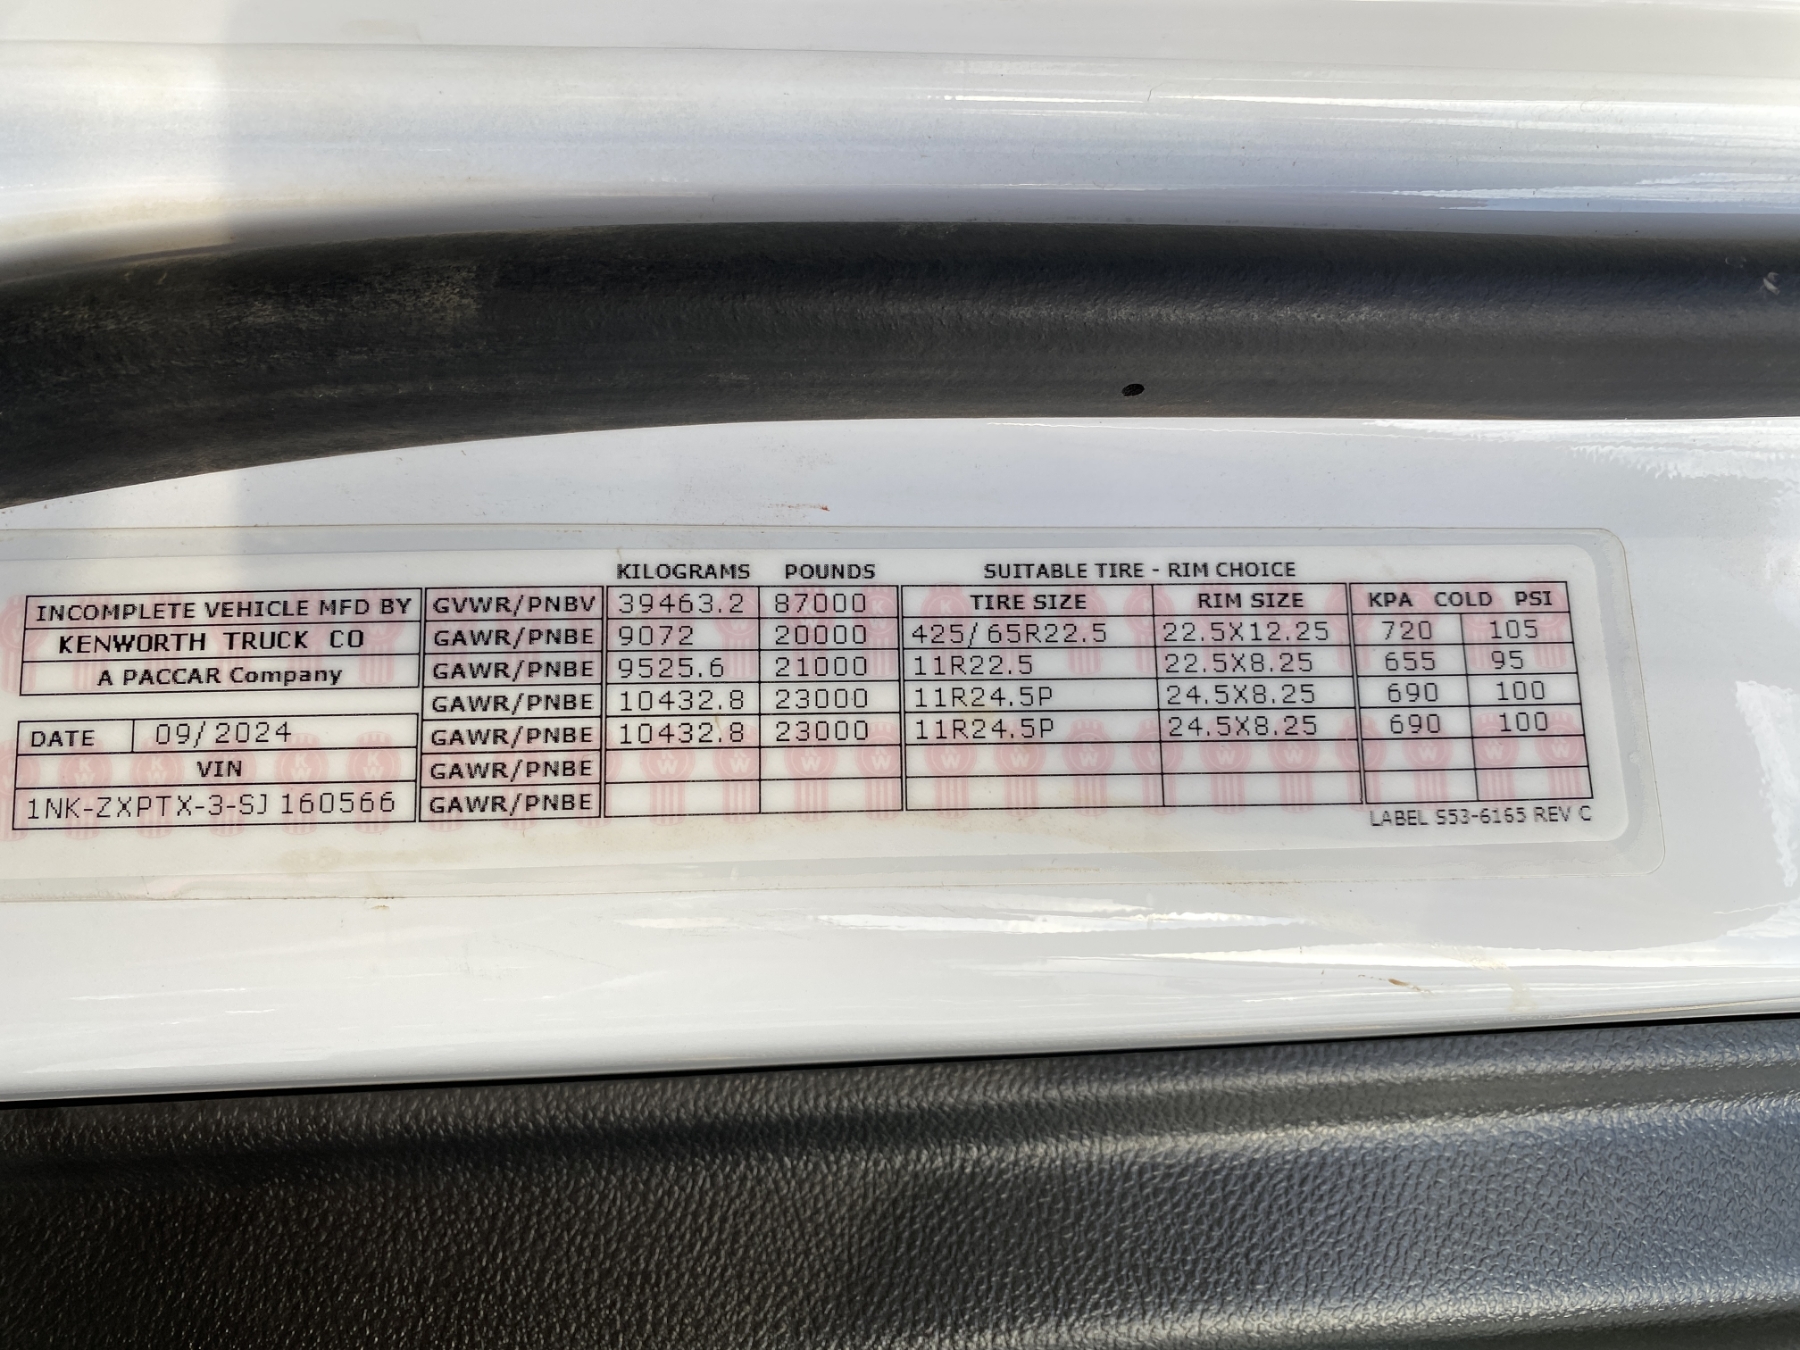 KILOGRAMS POUNDS SUITABLE TIRE - RIM CHOICE
INCOMPLETE VEHICLE MFD BY GVWR/PNBV 39463.2 87000 TIRE SIZE RIM SIZE KPA COLD PSI
KENWORTH TRUCK CO GAWR/PNBE 9072 20000 425/65R22.5 22.5X12.25 720 105
A PACCAR Company GAWR/PNBE 9525.6 21000 11R22.5 22.5X8.25 655 95
GAWR/PNBE 10432.8 23000 11R24.5P 24.5X8.25 690 100
DATE 09/2024 GAWR/PNBE 10432.8 23000 11R24.5P 24.5X8.25 690 100
VIN GAWR/PNBE
1NK-ZXPTX-3-SJ160566 GAWR/PNBE
LABEL S53-6165 REV C